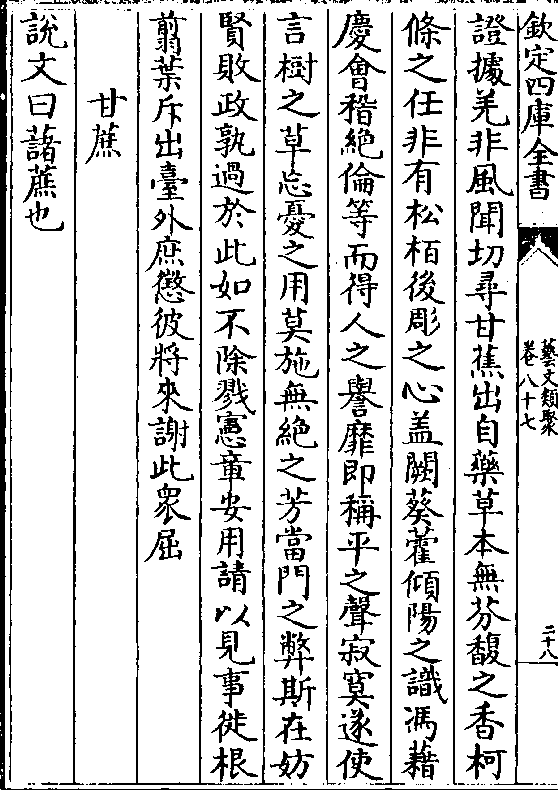 欽定四庫全書
藝文類聚
卷八十七
二十八
證據羌非風聞切尋甘蕉出自藥草本無芬馥之香柯
條之任非有松栢後彫之心盖闕葵藿傾陽之識馮藉
慶會稽絶倫等而得人之譽靡即稱平之聲寂寞遂使
言樹之草忘憂之用莫施無絶之芳當門之弊斯在妨
賢敗政孰過於此如不除戮憲章安用請以見事徙根
翦葉斥出臺外庶懲彼將來謝此衆屈
甘蔗
說文曰藷蔗也